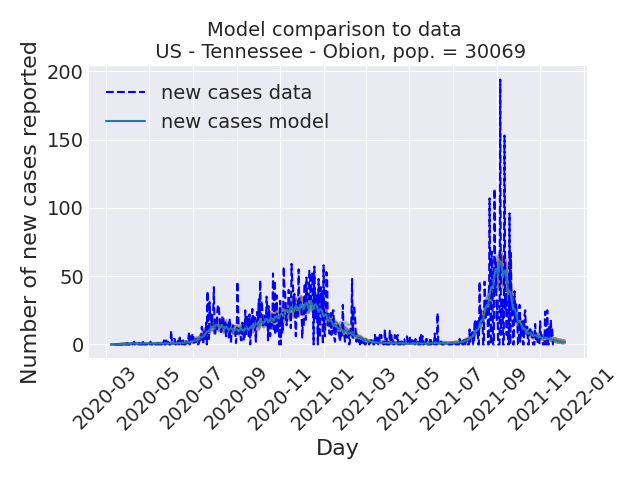 Model comparison to data
US - Tennessee - Obion, pop. = 30069
Number of new cases reported
200
150
100
50
0
new cases data
new cases model
2020-03
2020-05
2020-07
2020-09
2020-11
2021-01
2021-03
2021-05
2021-07
2021-09
2021-11
2022-01
Day